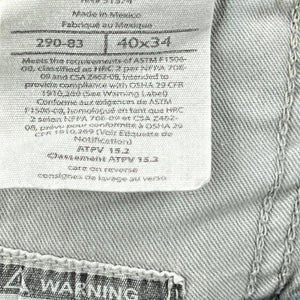 RN# 51374
Made in Mexico
Fabriqué au Mexique
290-83 40x34
Meets the requirements of ASTM F1506-
08, classified as HRC 2 per NFPA 70E-
09 and CSA Z462-08, intended to
provide compliance with OSHA 29 CFR
1910.269 (See Warning Label)
Conforme aux exigences de ASTM
F1506-08, homologué en tant que HRC
2 selon NFPA 70E-09 et CSA Z462-
08, prévu pour conformité à OSHA 29
CFR 1910.269 (Voir Etiquette de
Notification)
ATPV 15.2
Classement ATPV 15.2
care on reverse
consignes de lavage au verso
WARNING